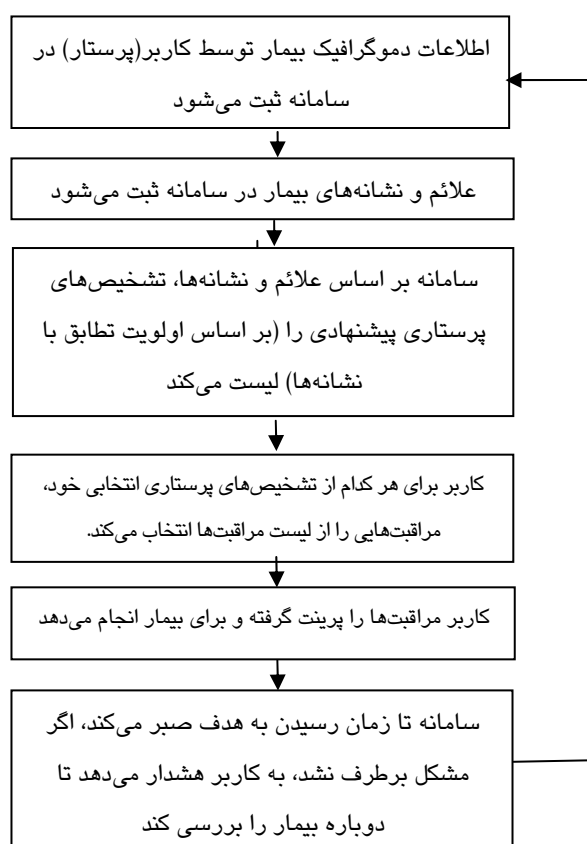 اطلاعات دموگرافیک بیمار توسط کاربر(پرستار) در
سامانه ثبت می‌شود
علائم و نشانه‌های بیمار در سامانه ثبت می‌شود
سامانه بر اساس علائم و نشانه‌ها، تشخیص‌های
پرستاری پیشنهادی را (بر اساس اولویت تطابق با
نشانه‌ها) لیست می‌کند
کاربر برای هر کدام از تشخیص‌های پرستاری انتخابی خود،
مراقبت‌هایی را از لیست مراقبت‌ها انتخاب می‌کند.
کاربر مراقبت‌ها را پرینت گرفته و برای بیمار انجام می‌دهد
سامانه تا زمان رسیدن به هدف صبر می‌کند، اگر
مشکل برطرف نشد، به کاربر هشدار می‌دهد تا
دوباره بیمار را بررسی کند